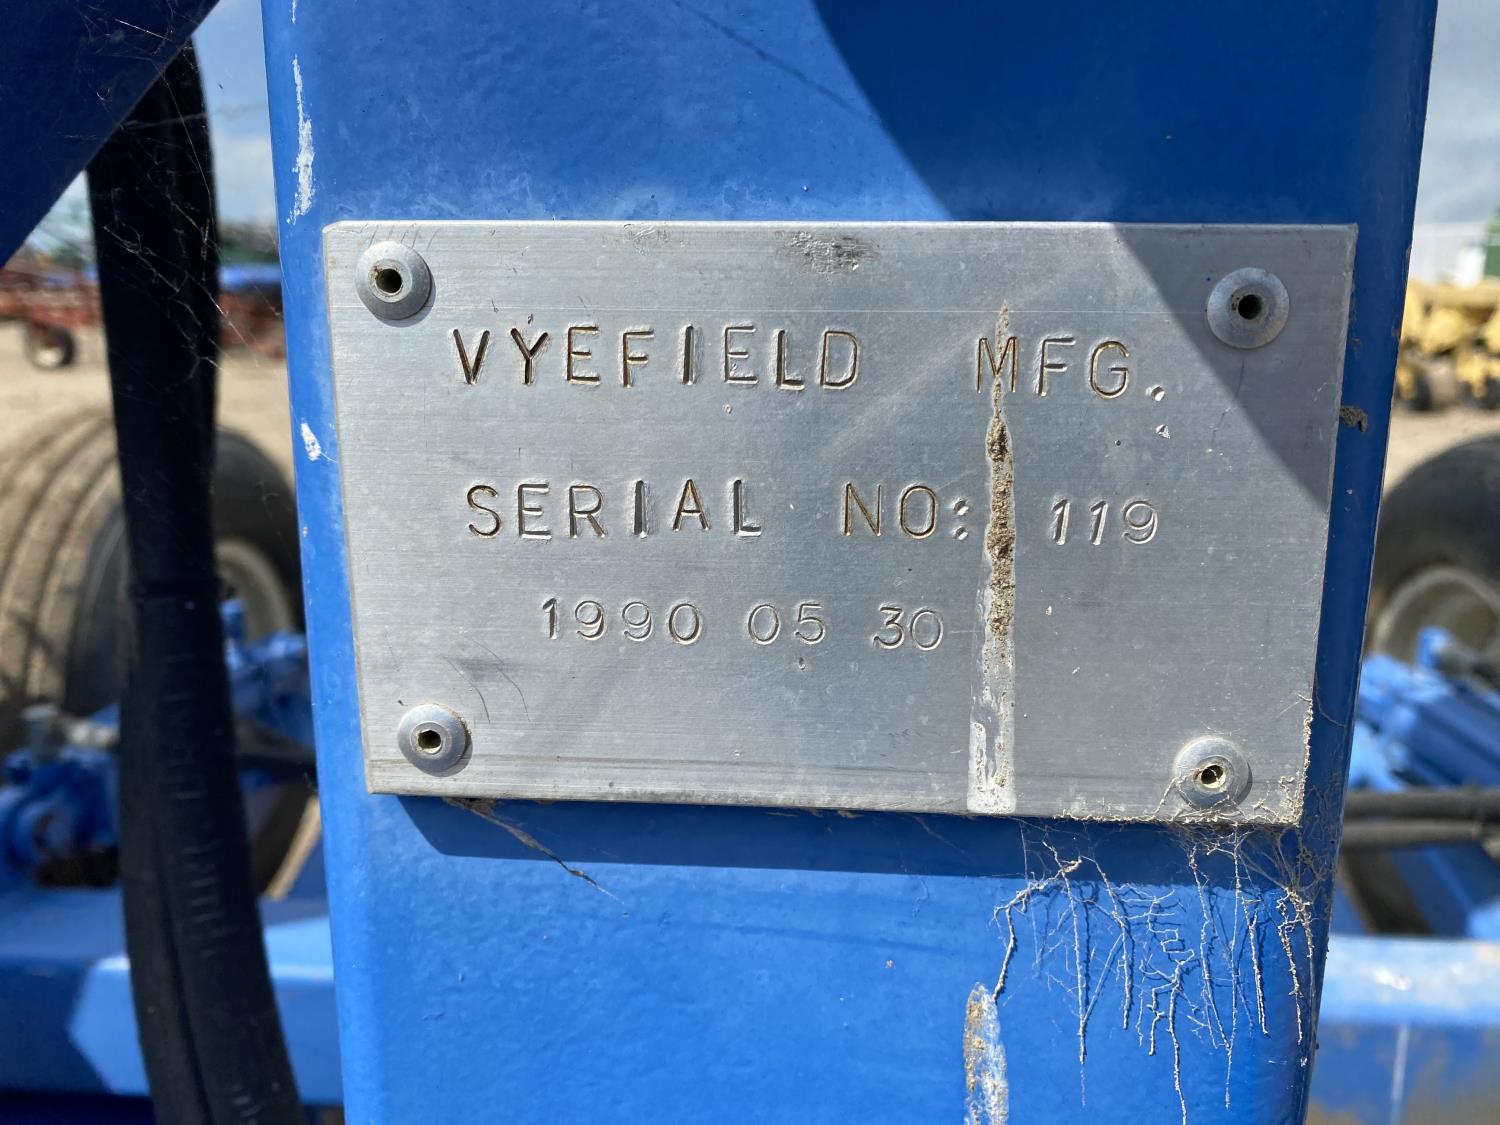 VYEFIELD MFG.
SERIAL NO: 119
1990 05 30